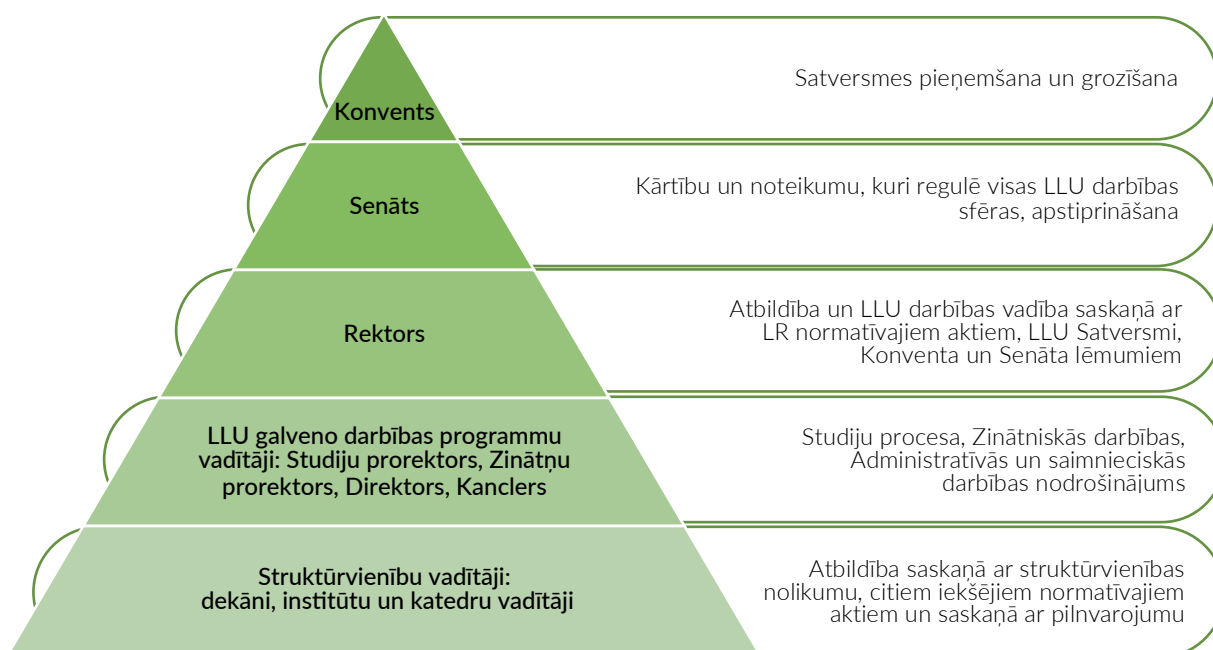 Konvents
Satversmes pieņemšana un grozīšana
Senāts
Kārtību un noteikumu, kuri regulē visas LLU darbības
sfēras, apstiprināšana
Rektors
Atbildība un LLU darbības vadība saskaņā ar
LR normatīvajiem aktiem, LLU Satversmi,
Konventa un Senāta lēmumiem
LLU galveno darbības programmu
vadītāji: Studiju prorektors, Zinātņu
prorektors, Direktors, Kanclers
Studiju procesa, Zinātniskās darbības,
Administratīvās un saimnieciskās
darbības nodrošinājums
Struktūrvienību vadītāji:
dekāni, institūtu un katedru vadītāji
Atbildība saskaņā ar struktūrvienības
nolikumu, citiem iekšējiem normatīvajiem
aktiem un saskaņā ar pilnvarojumu